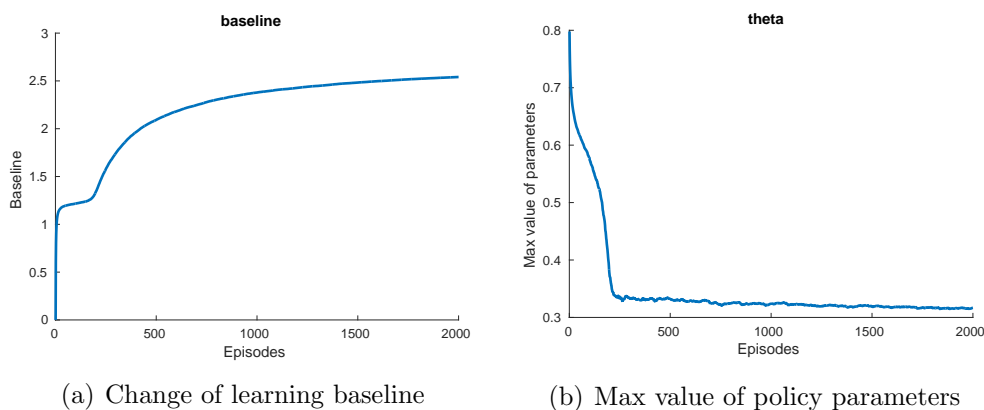 baseline
3
2.5
2
1.5
1
0.5
0
Baseline
0 500 1000 1500 2000
Episodes
(a) Change of learning baseline
theta
0.8
0.7
0.6
0.5
0.4
0.3
Max value of parameters
0 500 1000 1500 2000
Episodes
(b) Max value of policy parameters